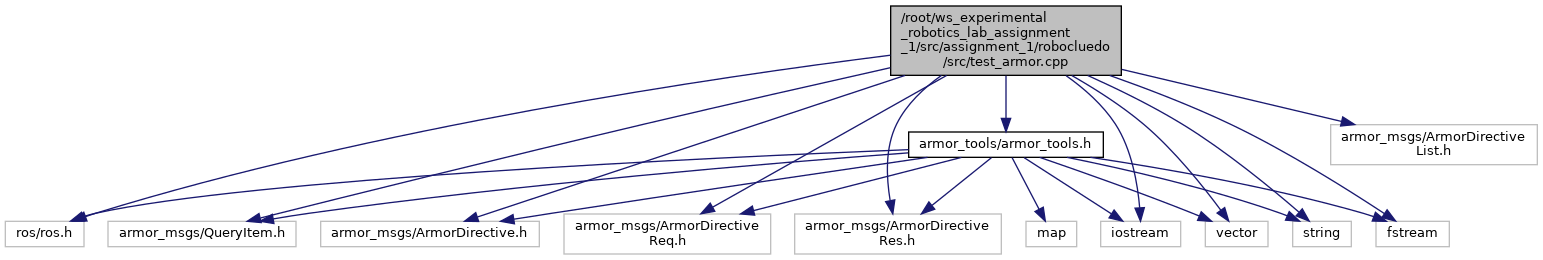 /root/ws_experimental
_robotics_lab_assignment
_1/src/assignment_1/robocluedo
/src/test_armor.cpp
armor_msgs/ArmorDirective
List.h
armor_tools/armor_tools.h
ros/ros.h
armor_msgs/QueryItem.h
armor_msgs/ArmorDirective.h
armor_msgs/ArmorDirective
Req.h
armor_msgs/ArmorDirective
Res.h
map
iostream
vector
string
fstream